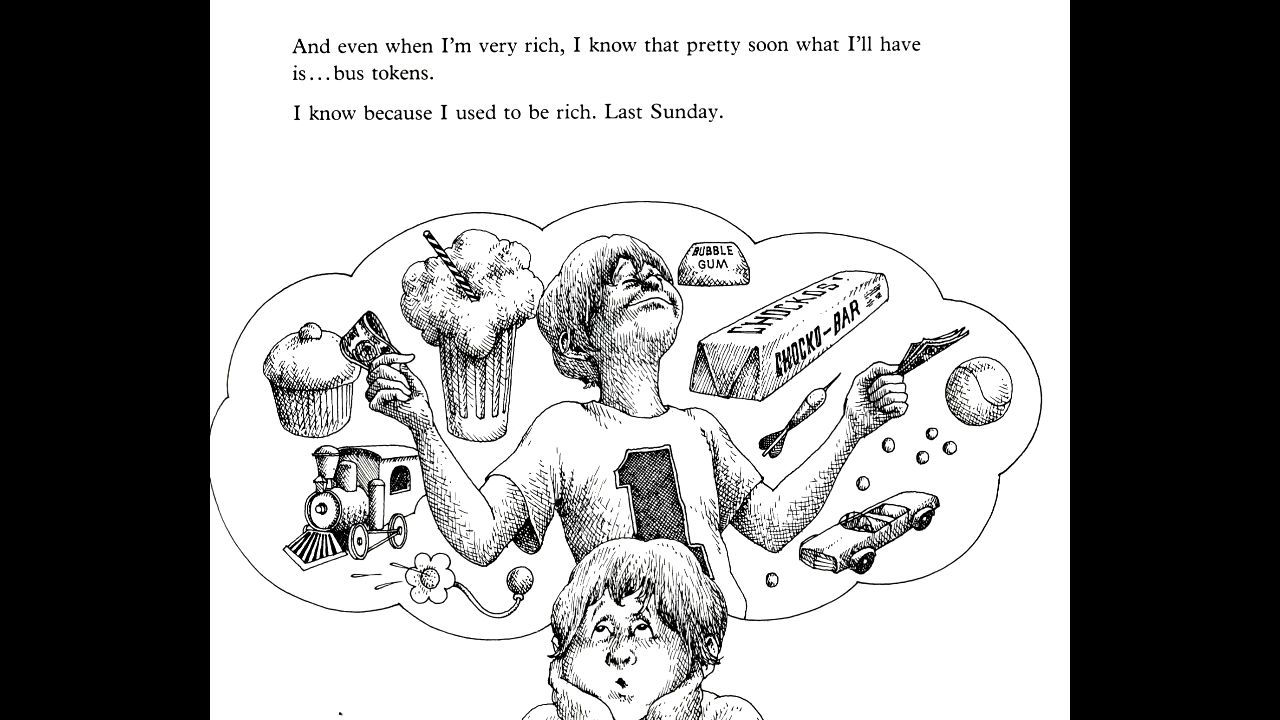 And even when I'm very rich, I know that pretty soon what I'll have
is...bus tokens.
I know because I used to be rich. Last Sunday.
BUBBLE
GUM
CHOCKOS
CHOCKO-BAR
1